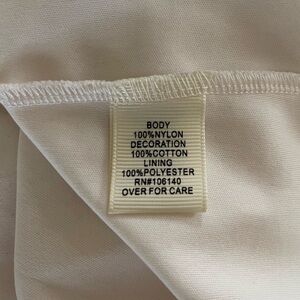 BODY
100%NYLON
DECORATION
100%COTTON
LINING
100%POLYESTER
RN#106140
OVER FOR CARE